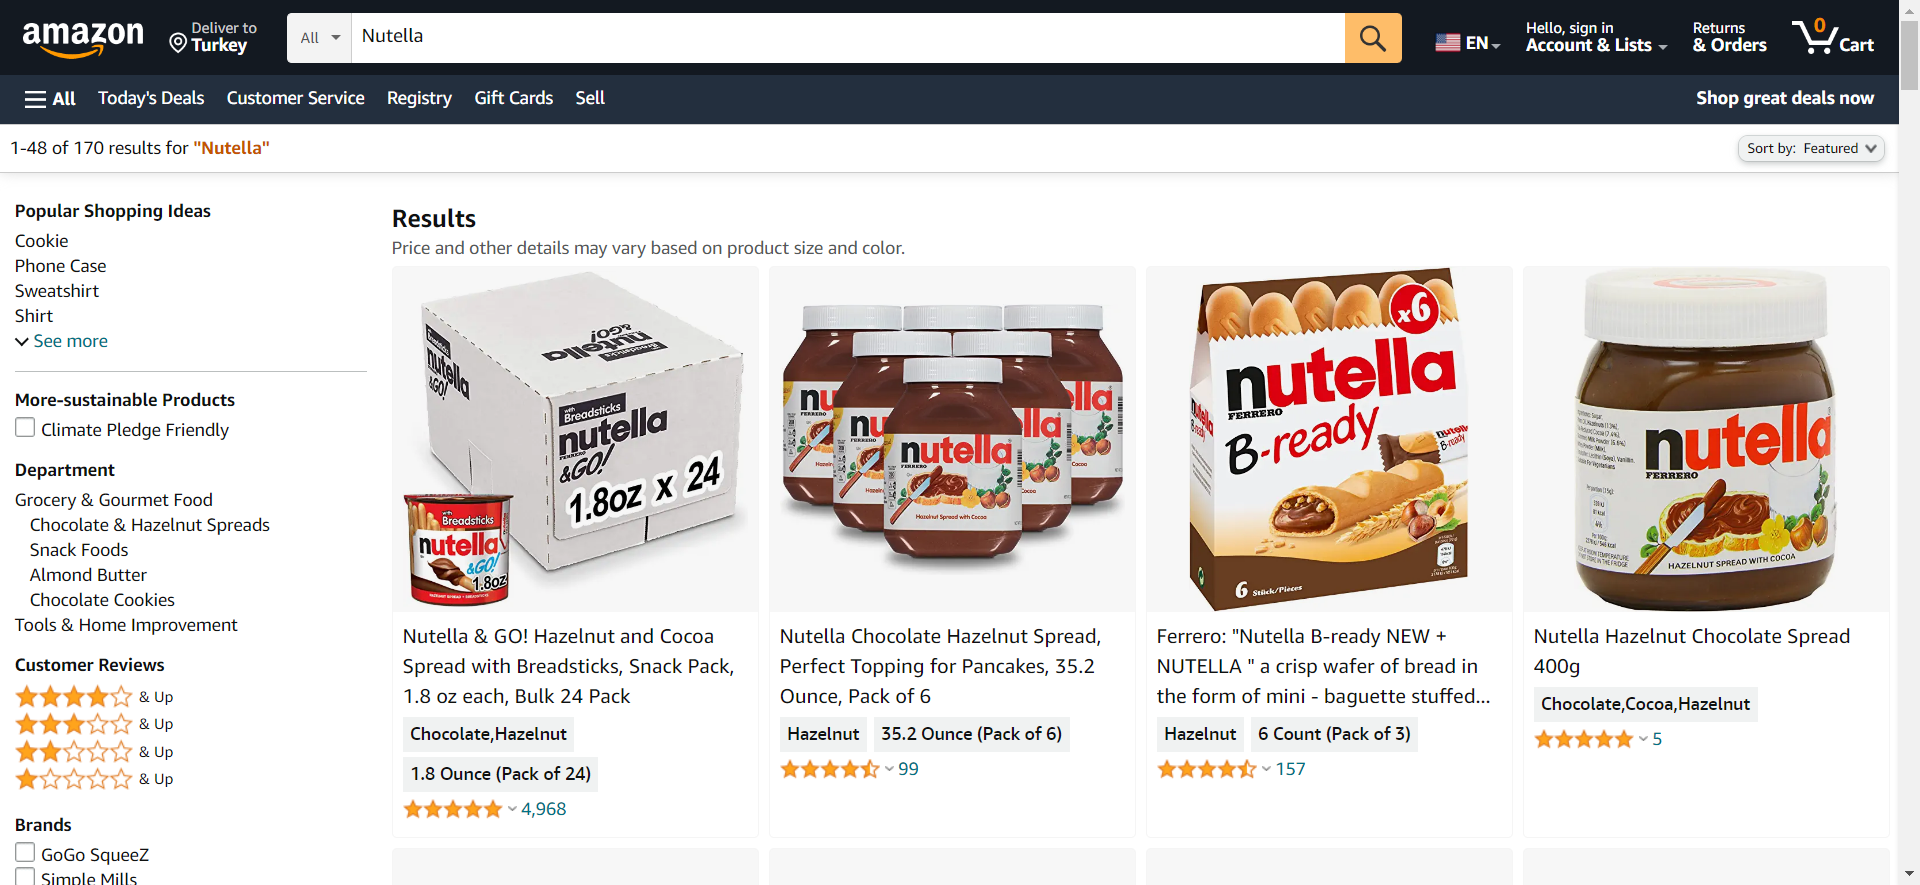 amazon
Deliver to
Turkey
All
Nutella
EN
Hello, sign in
Account & Lists
Returns
& Orders
0
Cart
All
Today's Deals
Customer Service
Registry
Gift Cards
Sell
Shop great deals now
1-48 of 170 results for "Nutella"
Sort by: Featured
Popular Shopping Ideas
Cookie
Phone Case
Sweatshirt
Shirt
See more
More-sustainable Products
Climate Pledge Friendly
Department
Grocery & Gourmet Food
Chocolate & Hazelnut Spreads
Snack Foods
Almond Butter
Chocolate Cookies
Tools & Home Improvement
Customer Reviews
& Up
& Up
& Up
& Up
Brands
GoGo SqueeZ
Simple Mills
Results
Price and other details may vary based on product size and color.
with
Breadsticks
nutella
&GO!
1.8oz x 24
with
Breadsticks
nutella
&GO!
1.8oz
Nutella & GO! Hazelnut and Cocoa
Spread with Breadsticks, Snack Pack,
1.8 oz each, Bulk 24 Pack
Chocolate,Hazelnut
1.8 Ounce (Pack of 24)
4,968
nutella
FERRERO
Hazelnut Spread with Cocoa
Nutella Chocolate Hazelnut Spread,
Perfect Topping for Pancakes, 35.2
Ounce, Pack of 6
Hazelnut
35.2 Ounce (Pack of 6)
99
x6
nutella
FERRERO
B-ready
nutella
B-ready
6 Stück/Pieces
Ferrero: "Nutella B-ready NEW +
NUTELLA " a crisp wafer of bread in
the form of mini - baguette stuffed...
Hazelnut
6 Count (Pack of 3)
157
nutella
FERRERO
HAZELNUT SPREAD WITH COCOA
Nutella Hazelnut Chocolate Spread
400g
Chocolate,Cocoa,Hazelnut
5